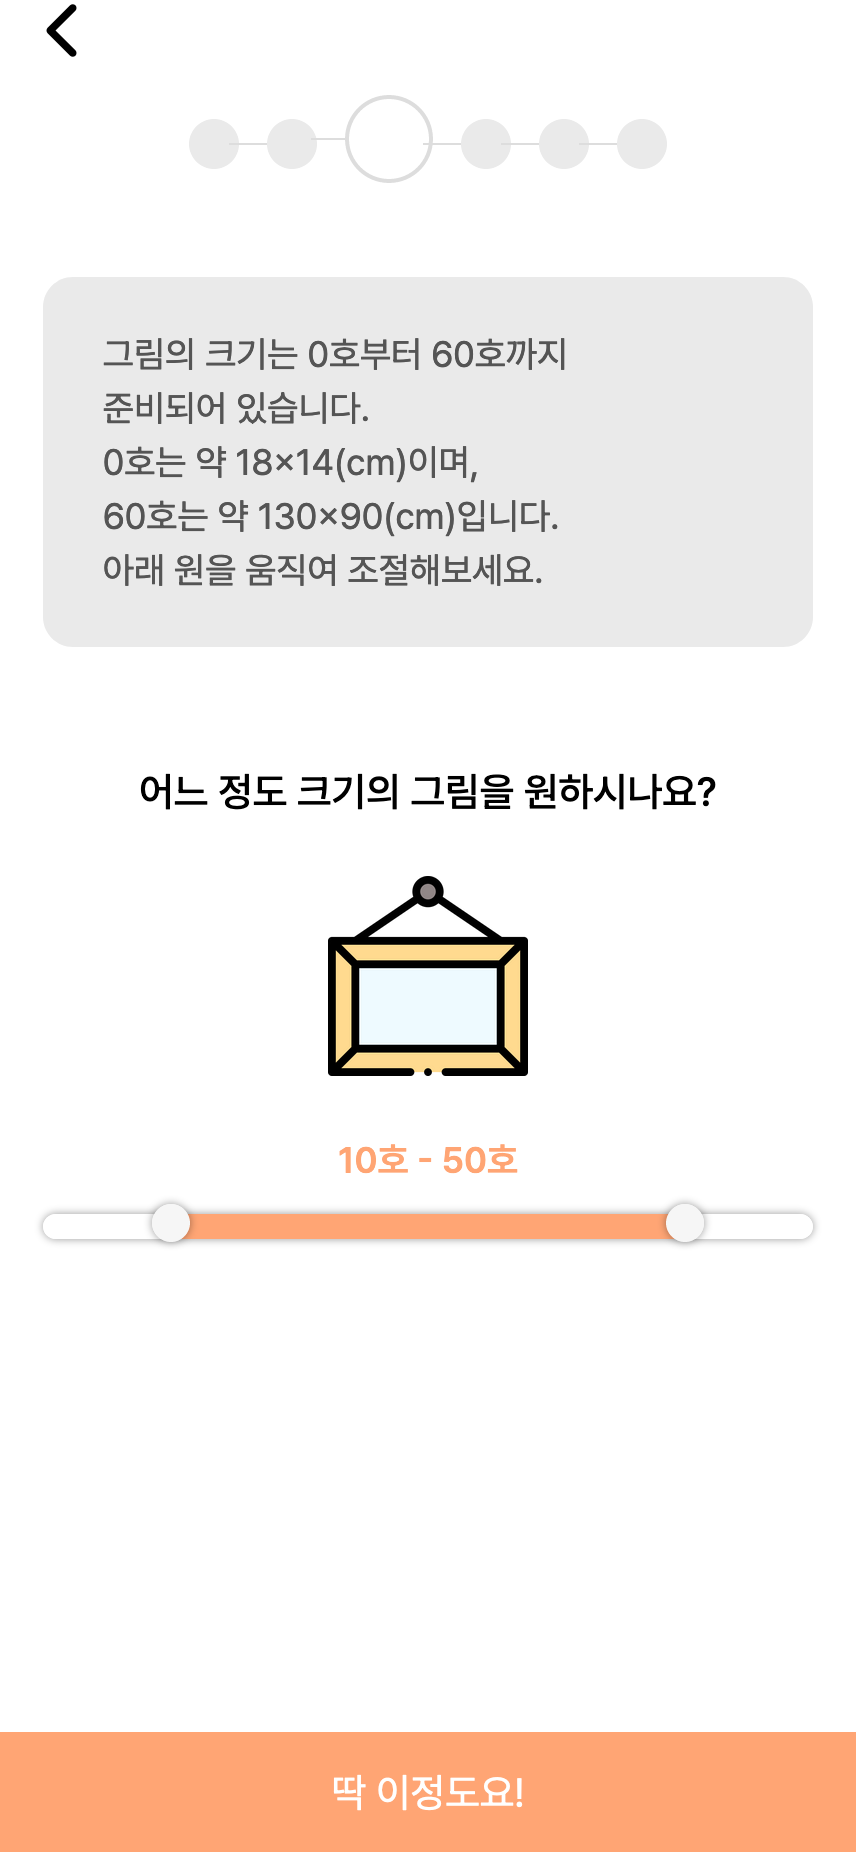 그림의 크기는 0호부터 60호까지
준비되어 있습니다.
0호는 약 18×14(cm)이며,
60호는 약 130×90(cm)입니다.
아래 원을 움직여 조절해보세요.
어느 정도 크기의 그림을 원하시나요?
10호 - 50호
딱 이정도요!